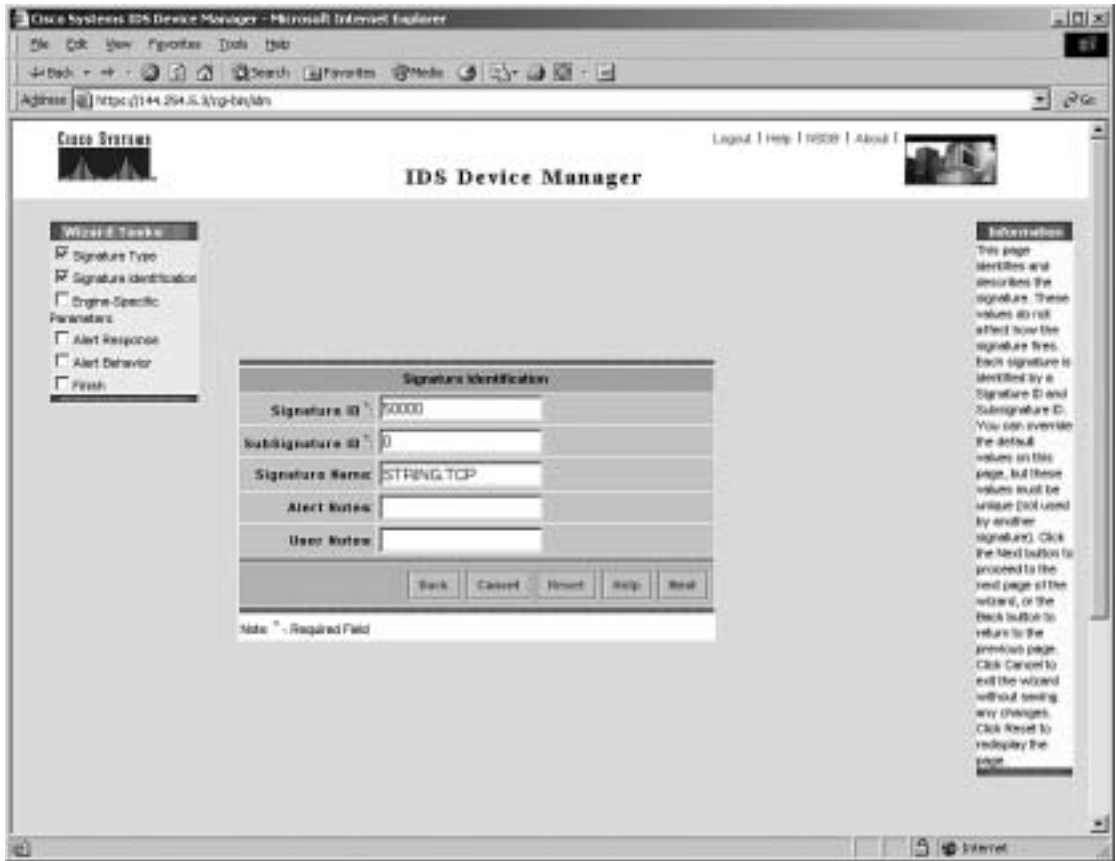 Cisco Systems IDS Device Manager - Microsoft Internet Explorer
File Edit View Favorites Tools Help
Back Search Favorites Media
Address https://144.254.5.3/cgi-bin/idm Go
Cisco Systems
Logout | Help | NSDB | About |
IDS Device Manager
Wizard Tasks
Signature Type
Signature Identification
Engine-Specific
Parameters
Alert Response
Alert Behavior
Finish
Signature Identification
Signature ID *: 50000
SubSignature ID *: 0
Signature Name: STRING.TCP
Alert Notes:
User Notes:
Back Cancel Reset Help Next
Note: * - Required Field
Information
This page
identifies and
describes the
signature. These
values do not
affect how the
signature fires.
Each signature is
identified by a
Signature ID and
Subsignature ID.
You can override
the default
values on this
page, but these
values must be
unique (not used
by another
signature). Click
the Next button to
proceed to the
next page of the
wizard, or the
Back button to
return to the
previous page.
Click Cancel to
exit the wizard
without saving
any changes.
Click Reset to
redisplay the
page.
Internet